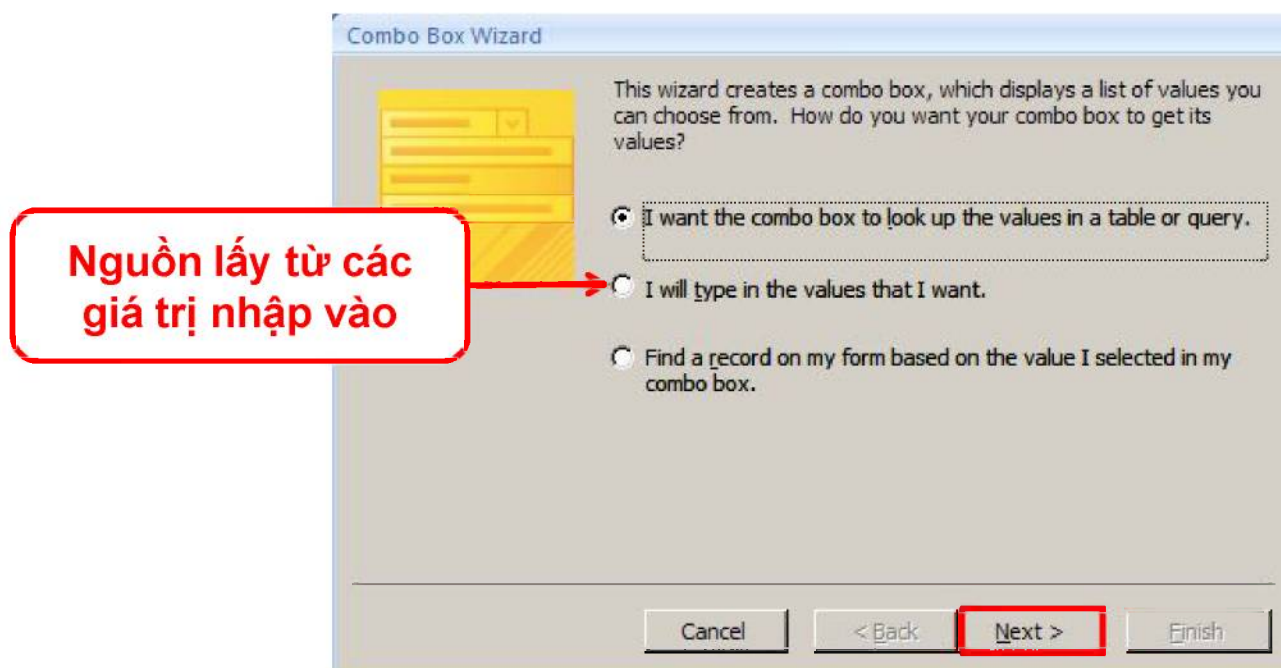 Combo Box Wizard
This wizard creates a combo box, which displays a list of values you
can choose from. How do you want your combo box to get its
values?
I want the combo box to look up the values in a table or query.
Nguồn lấy từ các
giá trị nhập vào
I will type in the values that I want.
Find a record on my form based on the value I selected in my
combo box.
Cancel
< Back
Next >
Finish